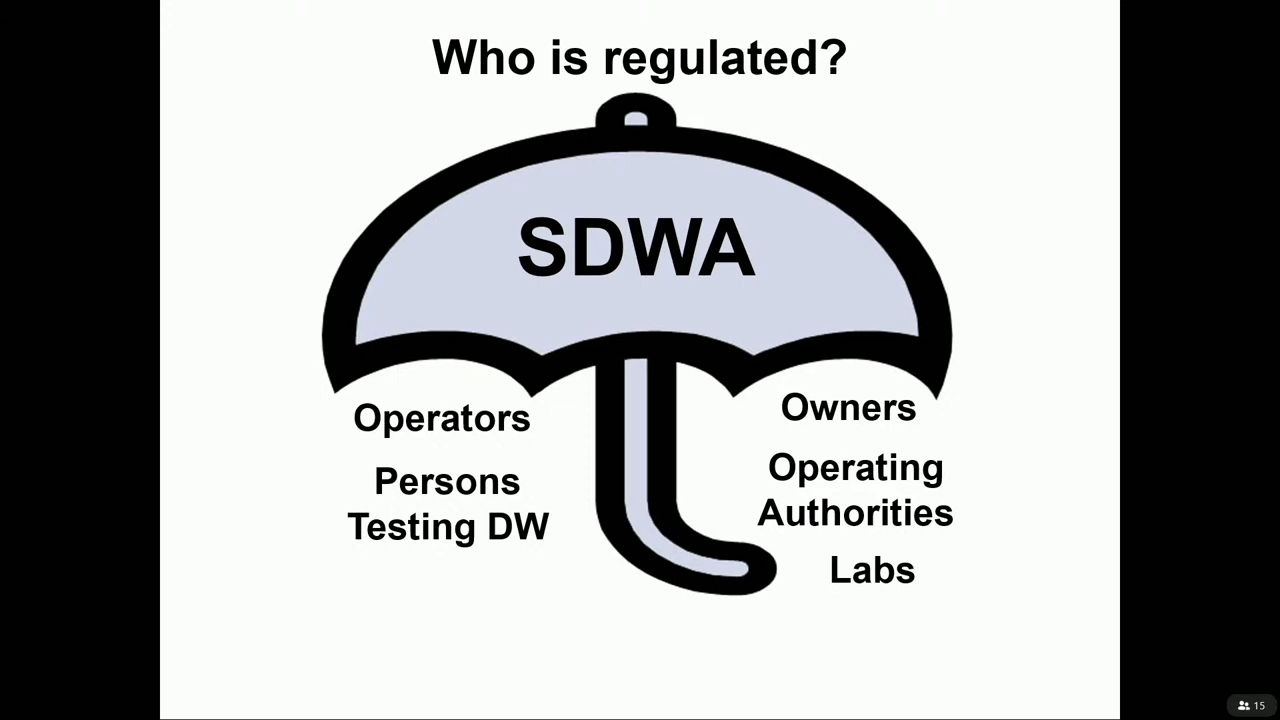 Who is regulated?
SDWA
Operators
Persons
Testing DW
Owners
Operating
Authorities
Labs
15